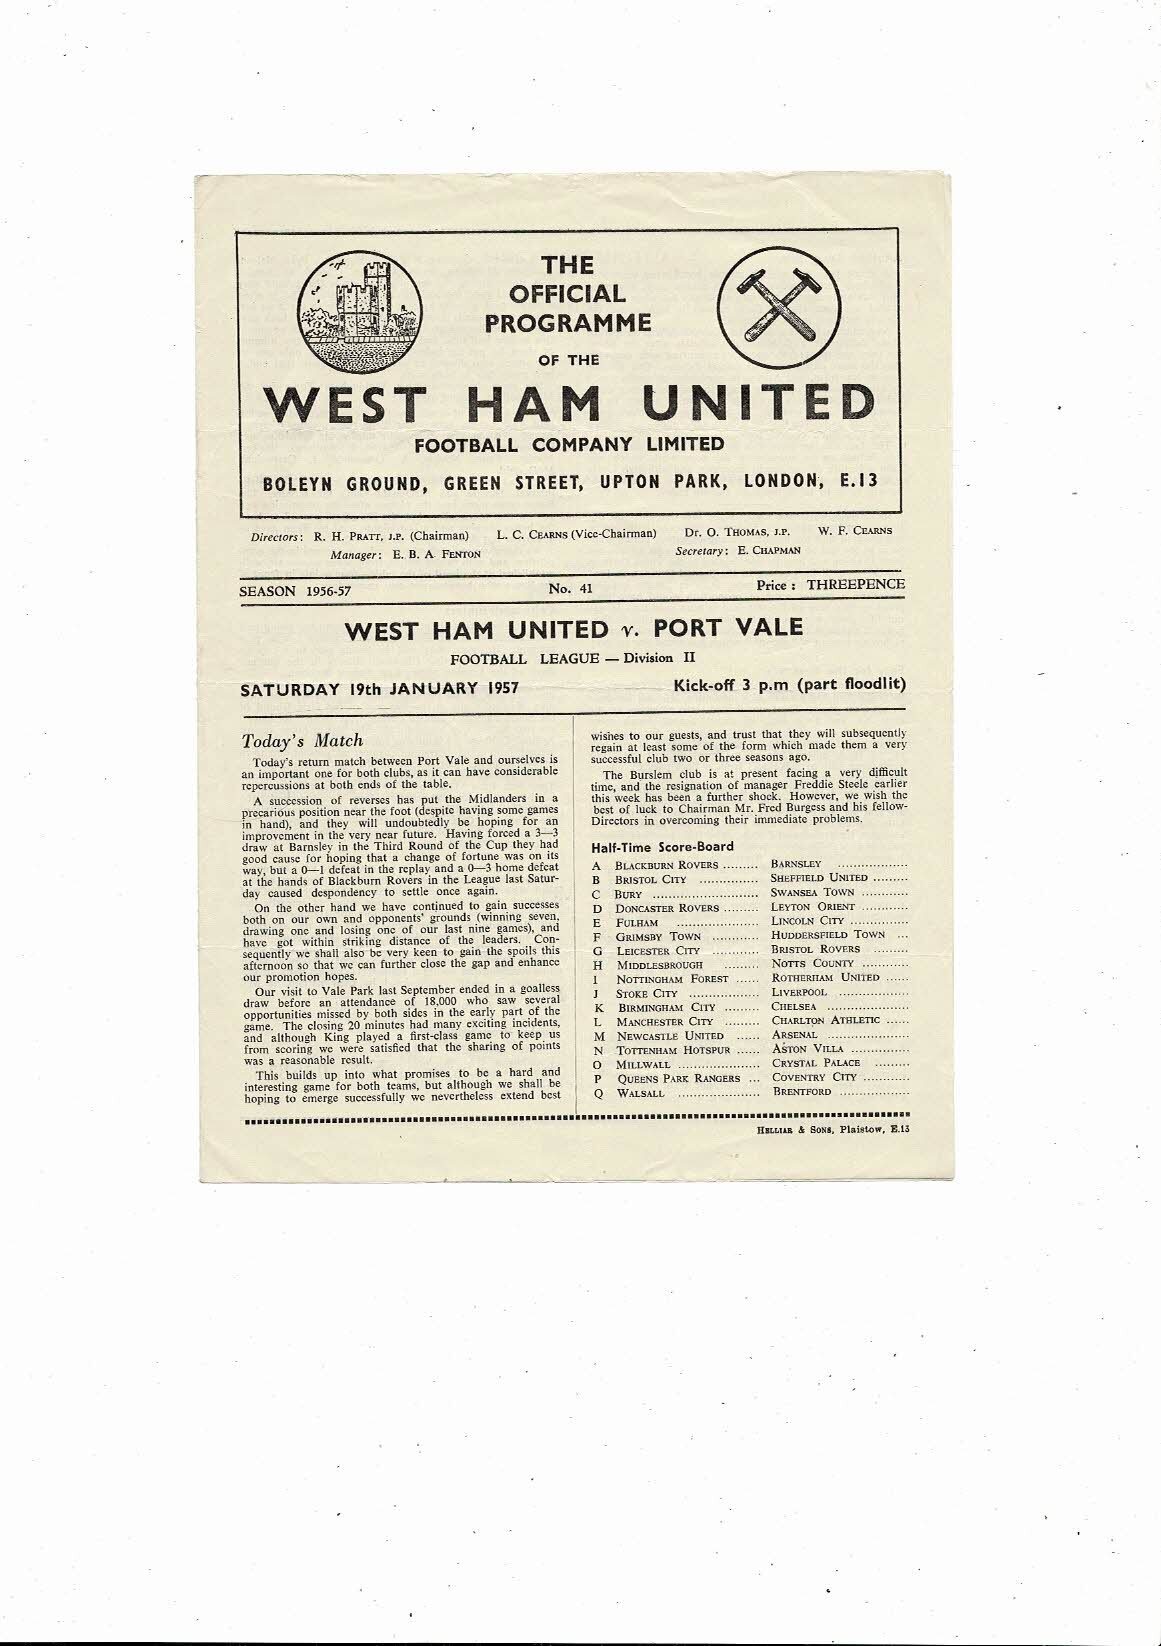 THE
OFFICIAL
PROGRAMME
OF THE
WEST HAM UNITED
FOOTBALL COMPANY LIMITED
BOLEYN GROUND, GREEN STREET, UPTON PARK, LONDON, E.13
Directors: R. H. PRATT, J.P. (Chairman) L. C. CEARNS (Vice-Chairman) Dr. O. THOMAS, J.P. W. F. CEARNS
Manager: E. B. A. FENTON Secretary: E. CHAPMAN
SEASON 1956-57 No. 41 Price : THREEPENCE
WEST HAM UNITED v. PORT VALE
FOOTBALL LEAGUE — Division II
SATURDAY 19th JANUARY 1957 Kick-off 3 p.m (part floodlit)
Today's Match
Today's return match between Port Vale and ourselves is
an important one for both clubs, as it can have considerable
repercussions at both ends of the table.
A succession of reverses has put the Midlanders in a
precarious position near the foot (despite having some games
in hand), and they will undoubtedly be hoping for an
improvement in the very near future. Having forced a 3—3
draw at Barnsley in the Third Round of the Cup they had
good cause for hoping that a change of fortune was on its
way, but a 0—1 defeat in the replay and a 0—3 home defeat
at the hands of Blackburn Rovers in the League last Satur-
day caused despondency to settle once again.
On the other hand we have continued to gain successes
both on our own and opponents' grounds (winning seven,
drawing one and losing one of our last nine games), and
have got within striking distance of the leaders. Con-
sequently we shall also be very keen to gain the spoils this
afternoon so that we can further close the gap and enhance
our promotion hopes.
Our visit to Vale Park last September ended in a goalless
draw before an attendance of 18,000 who saw several
opportunities missed by both sides in the early part of the
game. The closing 20 minutes had many exciting incidents,
and although King played a first-class game to keep us
from scoring we were satisfied that the sharing of points
was a reasonable result.
This builds up into what promises to be a hard and
interesting game for both teams, but although we shall be
hoping to emerge successfully we nevertheless extend best
wishes to our guests, and trust that they will subsequently
regain at least some of the form which made them a very
successful club two or three seasons ago.
The Burslem club is at present facing a very difficult
time, and the resignation of manager Freddie Steele earlier
this week has been a further shock. However, we wish the
best of luck to Chairman Mr. Fred Burgess and his fellow-
Directors in overcoming their immediate problems.
Half-Time Score-Board
A BLACKBURN ROVERS ......... BARNSLEY ..................
B BRISTOL CITY ............... SHEFFIELD UNITED .........
C BURY ........................... SWANSEA TOWN ............
D DONCASTER ROVERS ......... LEYTON ORIENT ............
E FULHAM ..................... LINCOLN CITY ...............
F GRIMSBY TOWN ............ HUDDERSFIELD TOWN ...
G LEICESTER CITY ............ BRISTOL ROVERS .........
H MIDDLESBROUGH ......... NOTTS COUNTY ............
I NOTTINGHAM FOREST ...... ROTHERHAM UNITED ......
J STOKE CITY .................. LIVERPOOL ..................
K BIRMINGHAM CITY ......... CHELSEA .....................
L MANCHESTER CITY ......... CHARLTON ATHLETIC ......
M NEWCASTLE UNITED ...... ARSENAL .....................
N TOTTENHAM HOTSPUR ...... ASTON VILLA ...............
O MILLWALL ..................... CRYSTAL PALACE .........
P QUEENS PARK RANGERS ... COVENTRY CITY ............
Q WALSALL ..................... BRENTFORD ..................
HELLIAR & SONS, Plaistow, E.13